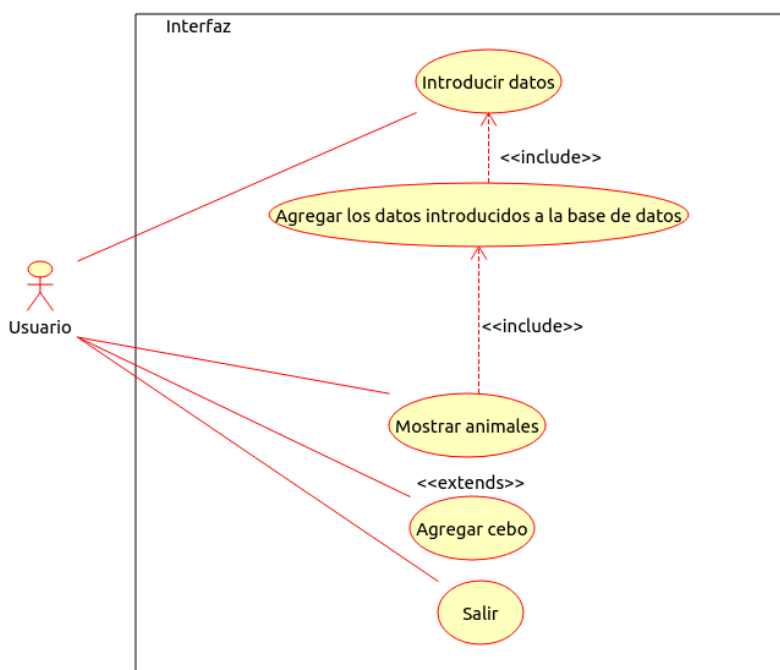 Interfaz
Introducir datos
<<include>>
Agregar los datos introducidos a la base de datos
Usuario
<<include>>
Mostrar animales
<<extends>>
Agregar cebo
Salir